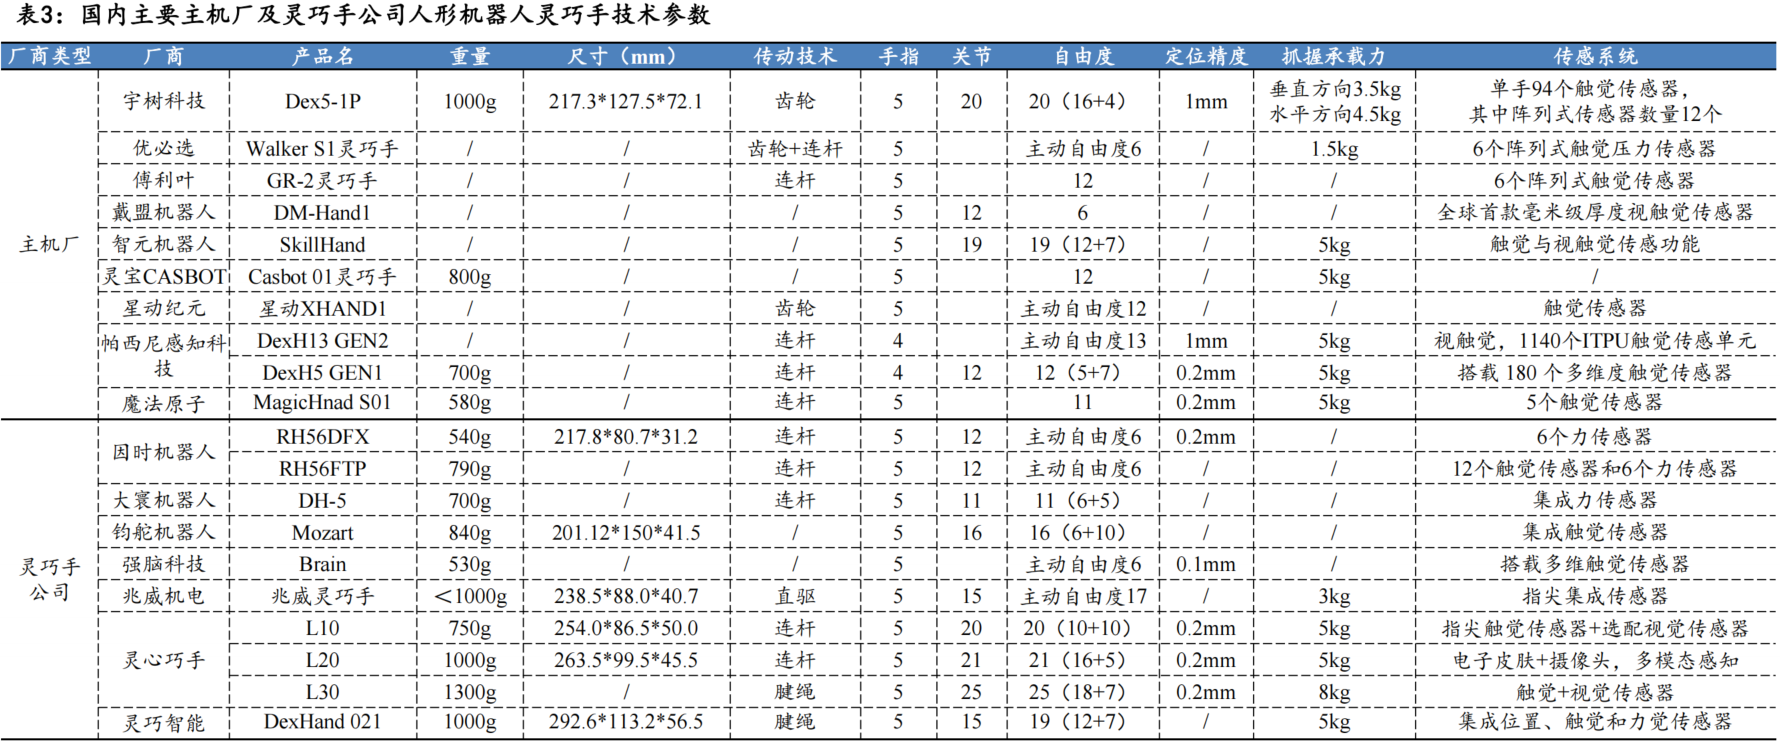 表3：国内主要主机厂及灵巧手公司人形机器人灵巧手技术参数
厂商类型 厂商 产品名 重量 尺寸（mm） 传动技术 手指 关节 自由度 定位精度 抓握承载力 传感系统
主机厂
宇树科技 Dex5-1P 1000g 217.3*127.5*72.1 齿轮 5 20 20（16+4） 1mm 垂直方向3.5kg 水平方向4.5kg 单手94个触觉传感器，其中阵列式传感器数量12个
优必选 Walker S1灵巧手 / / 齿轮+连杆 5 主动自由度6 / 1.5kg 6个阵列式触觉压力传感器
傅利叶 GR-2灵巧手 / / 连杆 5 12 / / 6个阵列式触觉传感器
戴盟机器人 DM-Hand1 / / / 5 12 6 / / 全球首款毫米级厚度视触觉传感器
智元机器人 SkillHand / / / 5 19 19（12+7） / 5kg 触觉与视触觉传感功能
灵宝CASBOT Casbot 01灵巧手 800g / / 5 12 / 5kg /
星动纪元 星动XHAND1 / / 齿轮 5 主动自由度12 / / 触觉传感器
帕西尼感知科技 DexH13 GEN2 / / 连杆 4 主动自由度13 1mm 5kg 视触觉，1140个ITPU触觉传感单元
DexH5 GEN1 700g / 连杆 4 12 12（5+7） 0.2mm 5kg 搭载 180 个多维度触觉传感器
魔法原子 MagicHnad S01 580g / 连杆 5 11 0.2mm 5kg 5个触觉传感器
灵巧手公司
因时机器人 RH56DFX 540g 217.8*80.7*31.2 连杆 5 12 主动自由度6 0.2mm / 6个力传感器
RH56FTP 790g / 连杆 5 12 主动自由度6 / / 12个触觉传感器和6个力传感器
大寰机器人 DH-5 700g / 连杆 5 11 11（6+5） / / 集成力传感器
钧舵机器人 Mozart 840g 201.12*150*41.5 / 5 16 16（6+10） / / 集成触觉传感器
强脑科技 Brain 530g / / 5 主动自由度6 0.1mm / 搭载多维触觉传感器
兆威机电 兆威灵巧手 ＜1000g 238.5*88.0*40.7 直驱 5 15 主动自由度17 / 3kg 指尖集成传感器
灵心巧手 L10 750g 254.0*86.5*50.0 连杆 5 20 20（10+10） 0.2mm 5kg 指尖触觉传感器+选配视觉传感器
L20 1000g 263.5*99.5*45.5 连杆 5 21 21（16+5） 0.2mm 5kg 电子皮肤+摄像头，多模态感知
L30 1300g / 腱绳 5 25 25（18+7） 0.2mm 8kg 触觉+视觉传感器
灵巧智能 DexHand 021 1000g 292.6*113.2*56.5 腱绳 5 15 19（12+7） / 5kg 集成位置、触觉和力觉传感器